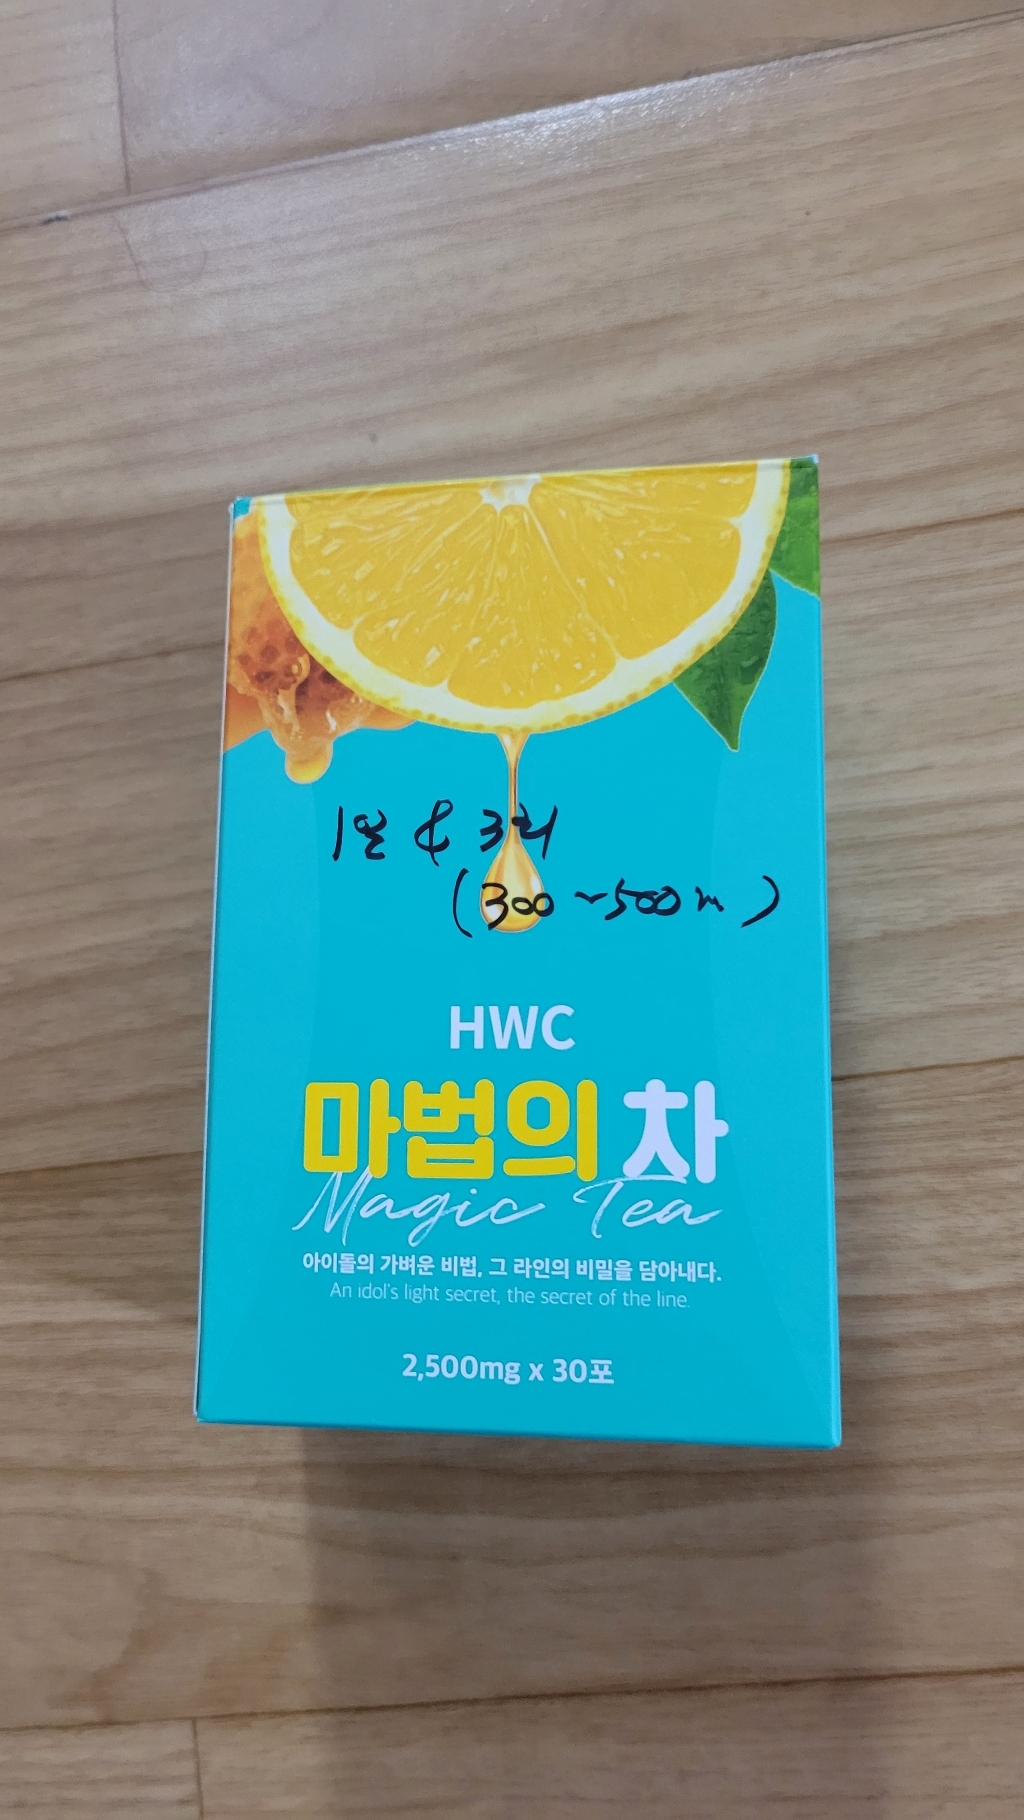 1일 & 3회
(300 ~ 500 m )
HWC
마법의 차
Magic Tea
아이돌의 가벼운 비법, 그 라인의 비밀을 담아내다.
An idol's light secret, the secret of the line.
2,500mg x 30포